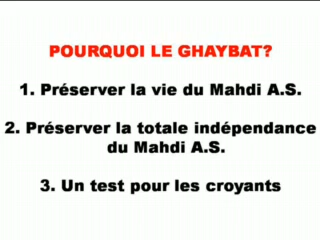 POURQUOI LE GHAYBAT?
1. Préserver la vie du Mahdi A.S.
2. Préserver la totale indépendance
du Mahdi A.S.
3. Un test pour les croyants